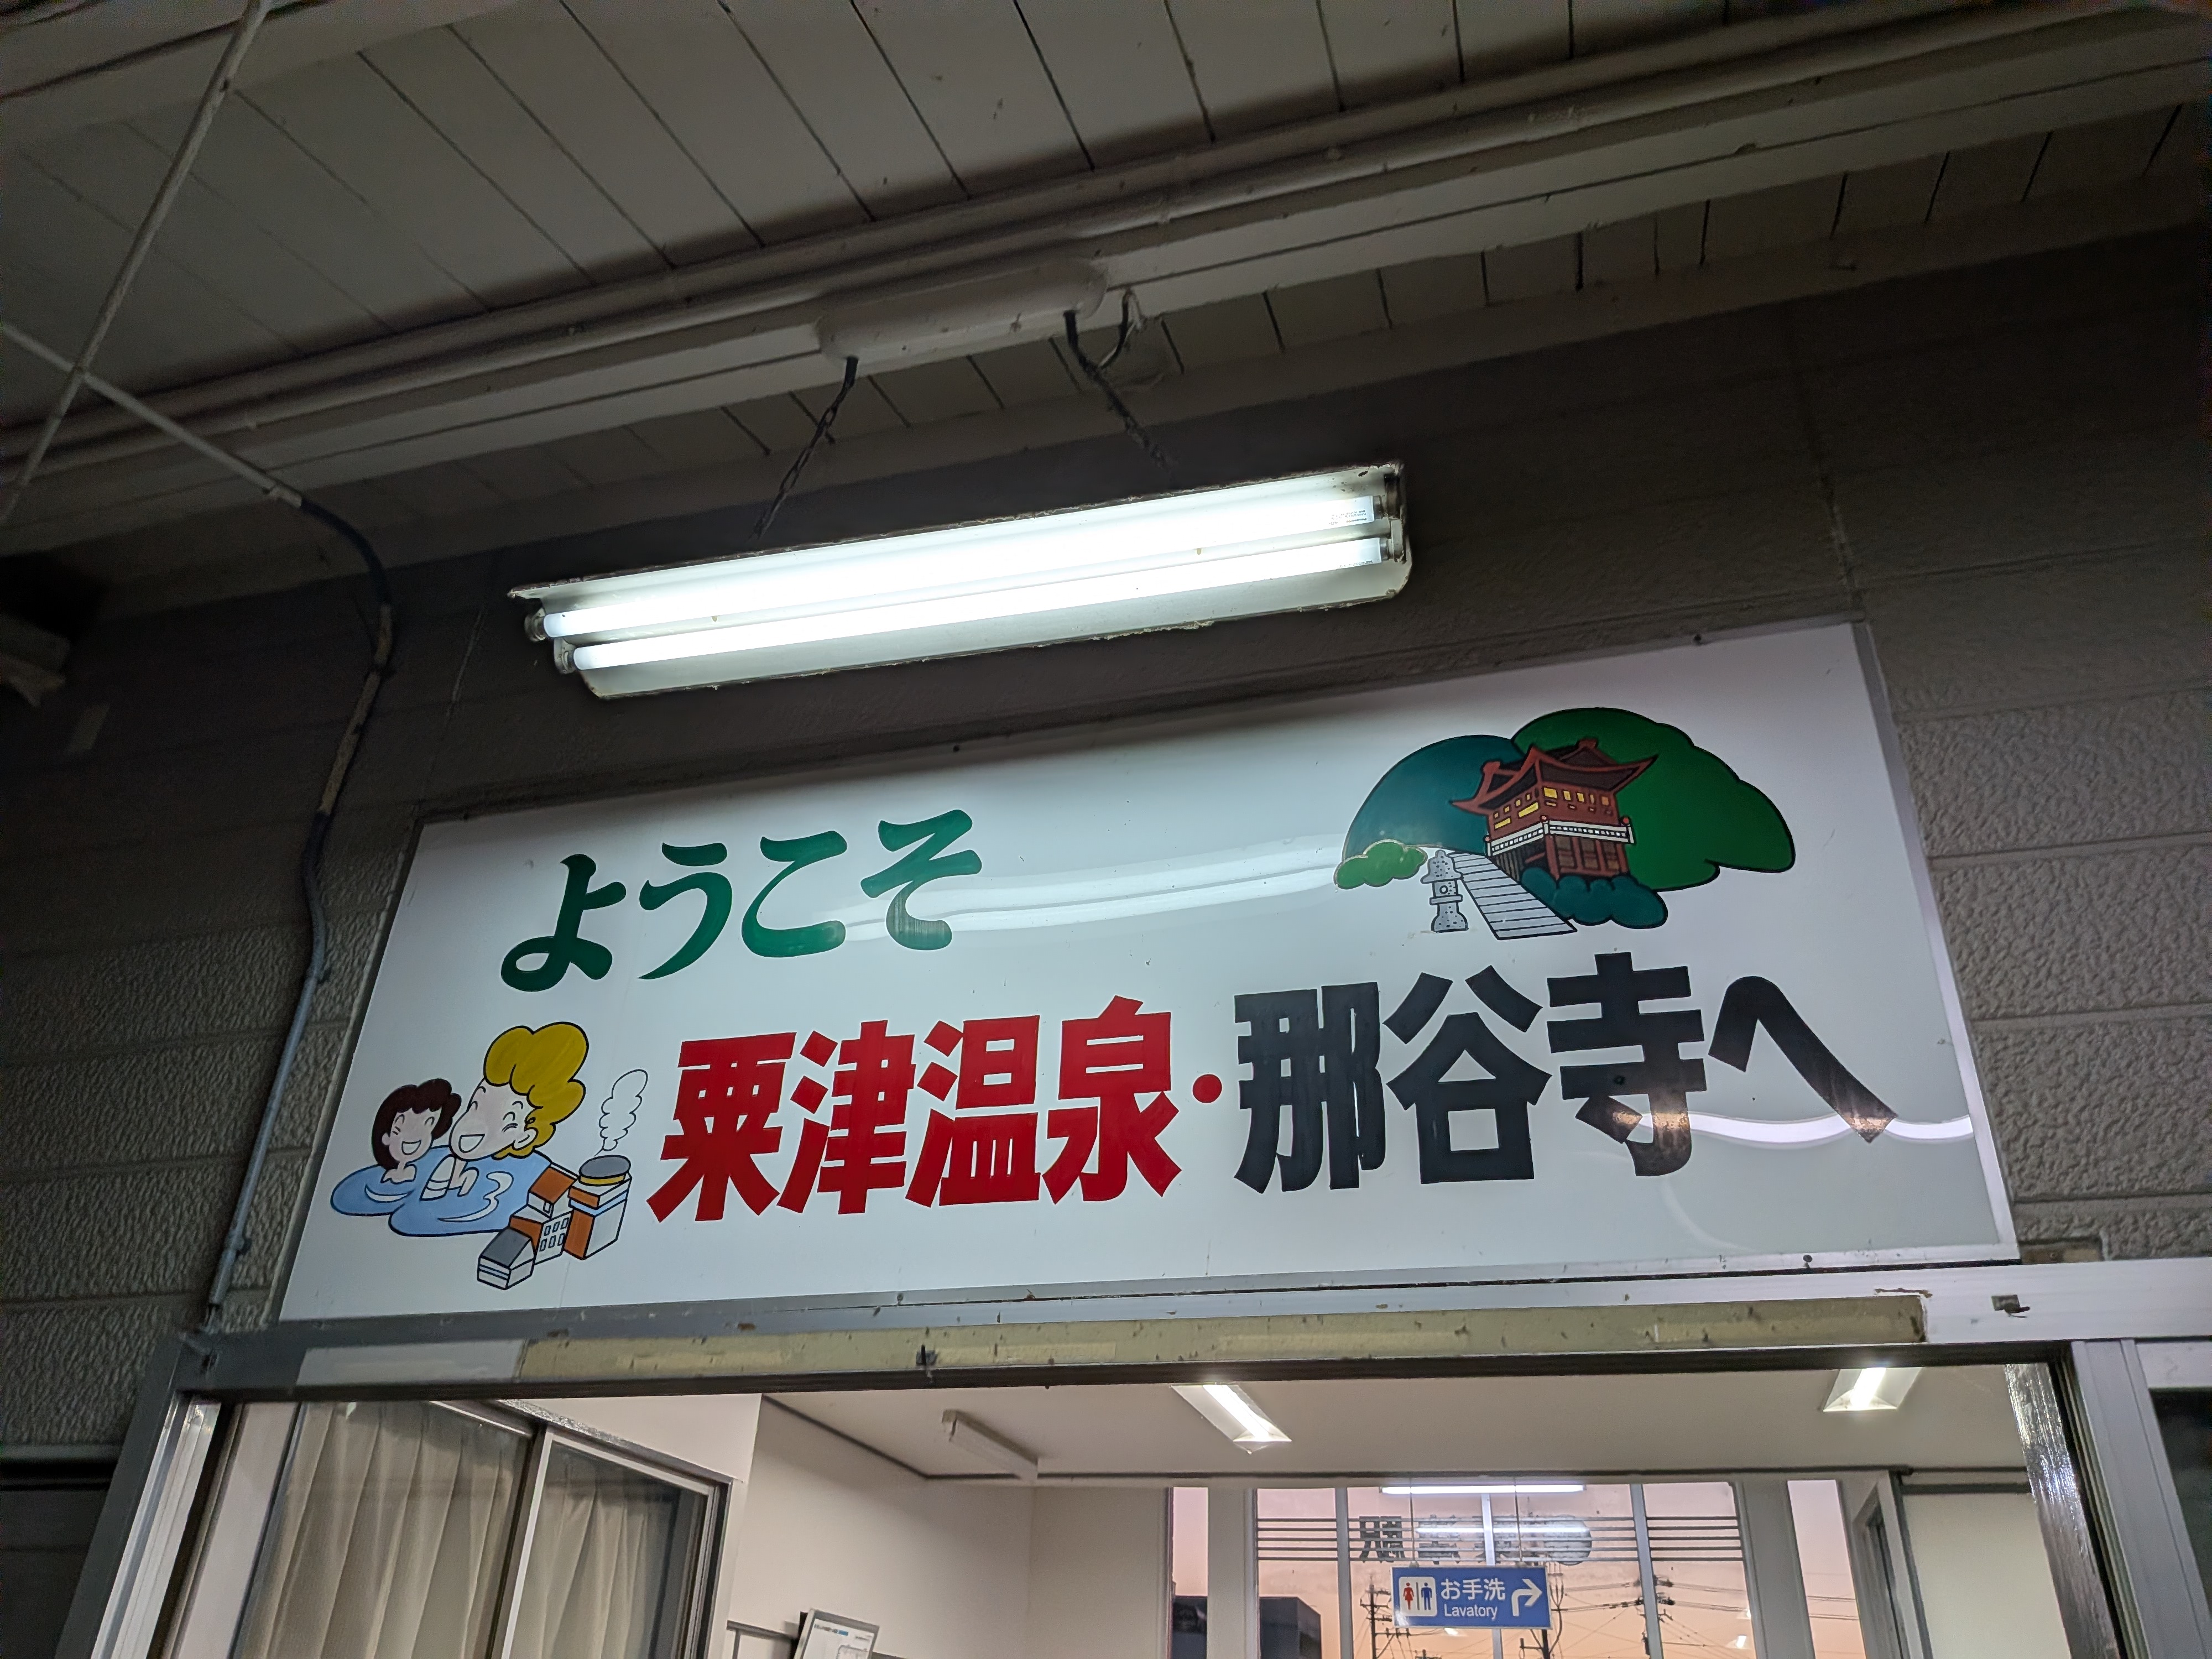 ようこそ
粟津温泉・那谷寺へ
お手洗
Lavatory